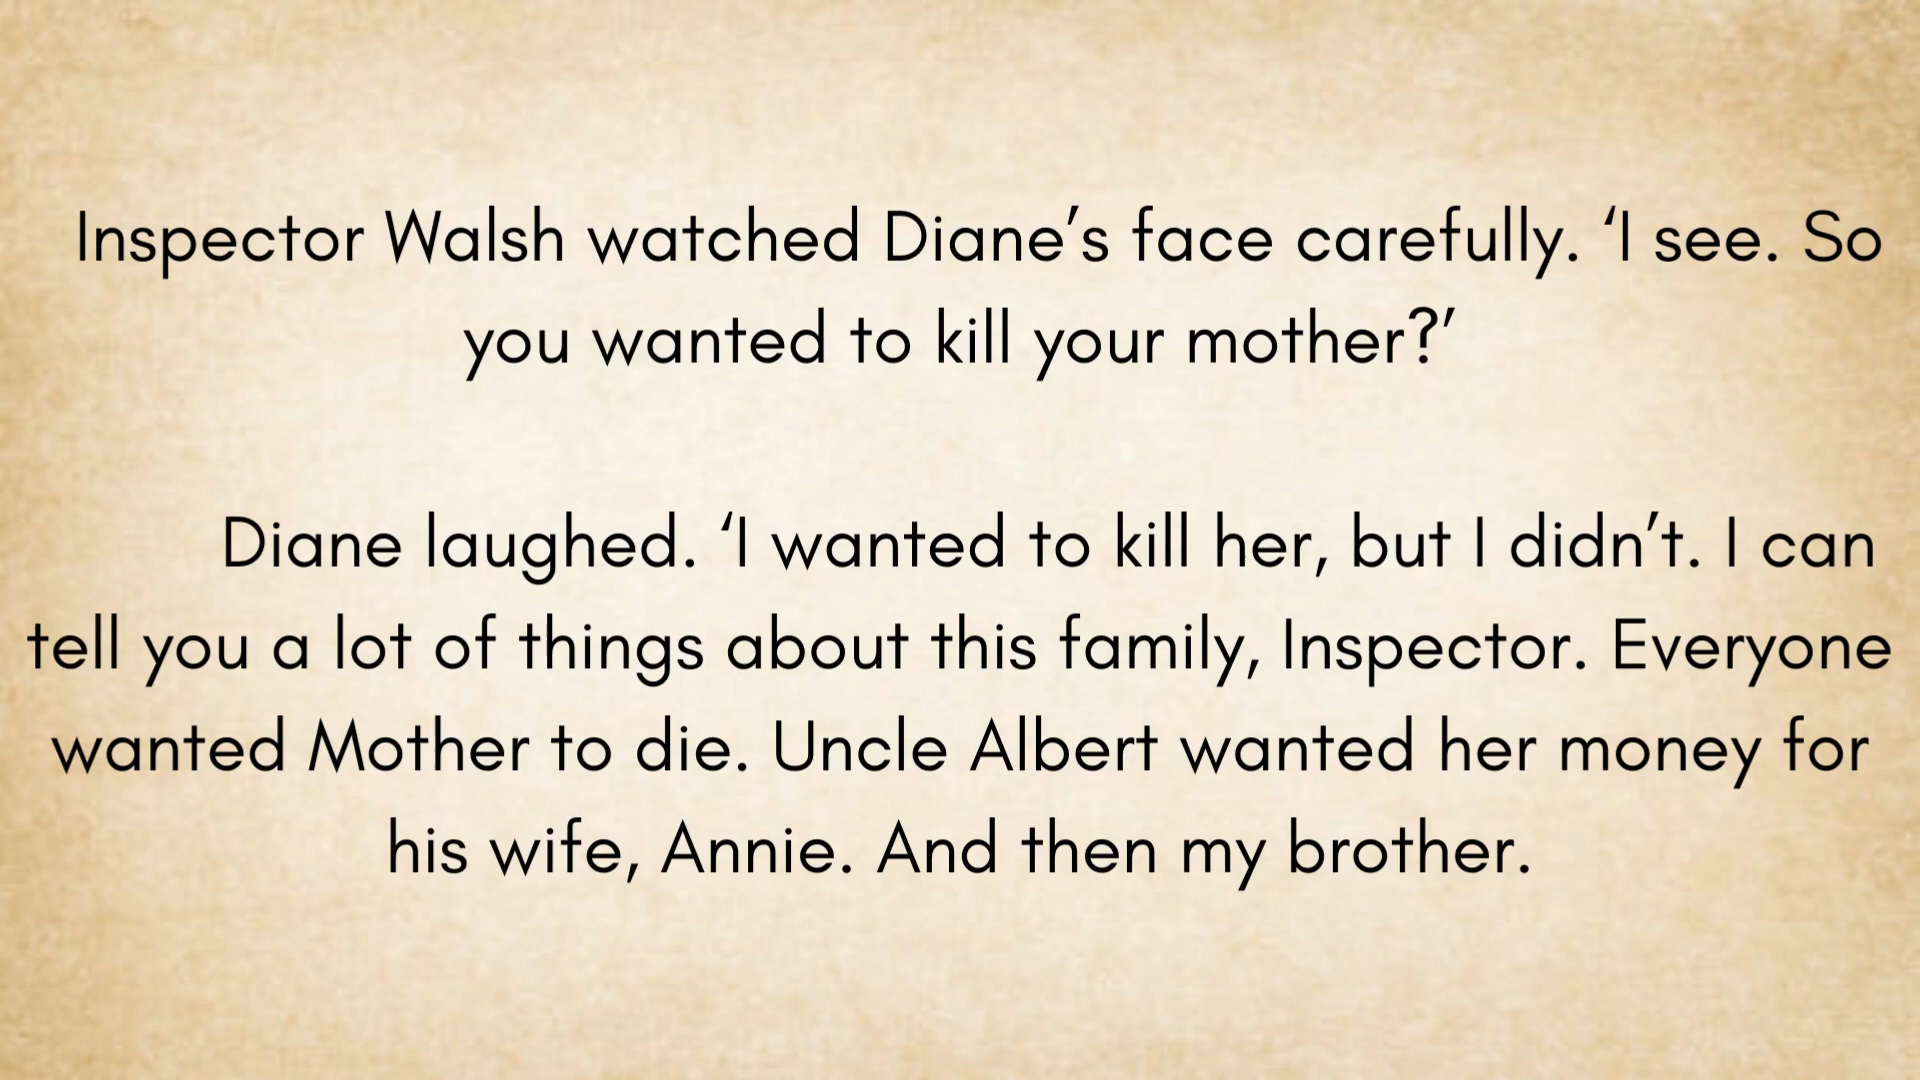 Inspector Walsh watched Diane’s face carefully. ‘I see. So
you wanted to kill your mother?’
Diane laughed. ‘I wanted to kill her, but I didn’t. I can
tell you a lot of things about this family, Inspector. Everyone
wanted Mother to die. Uncle Albert wanted her money for
his wife, Annie. And then my brother.